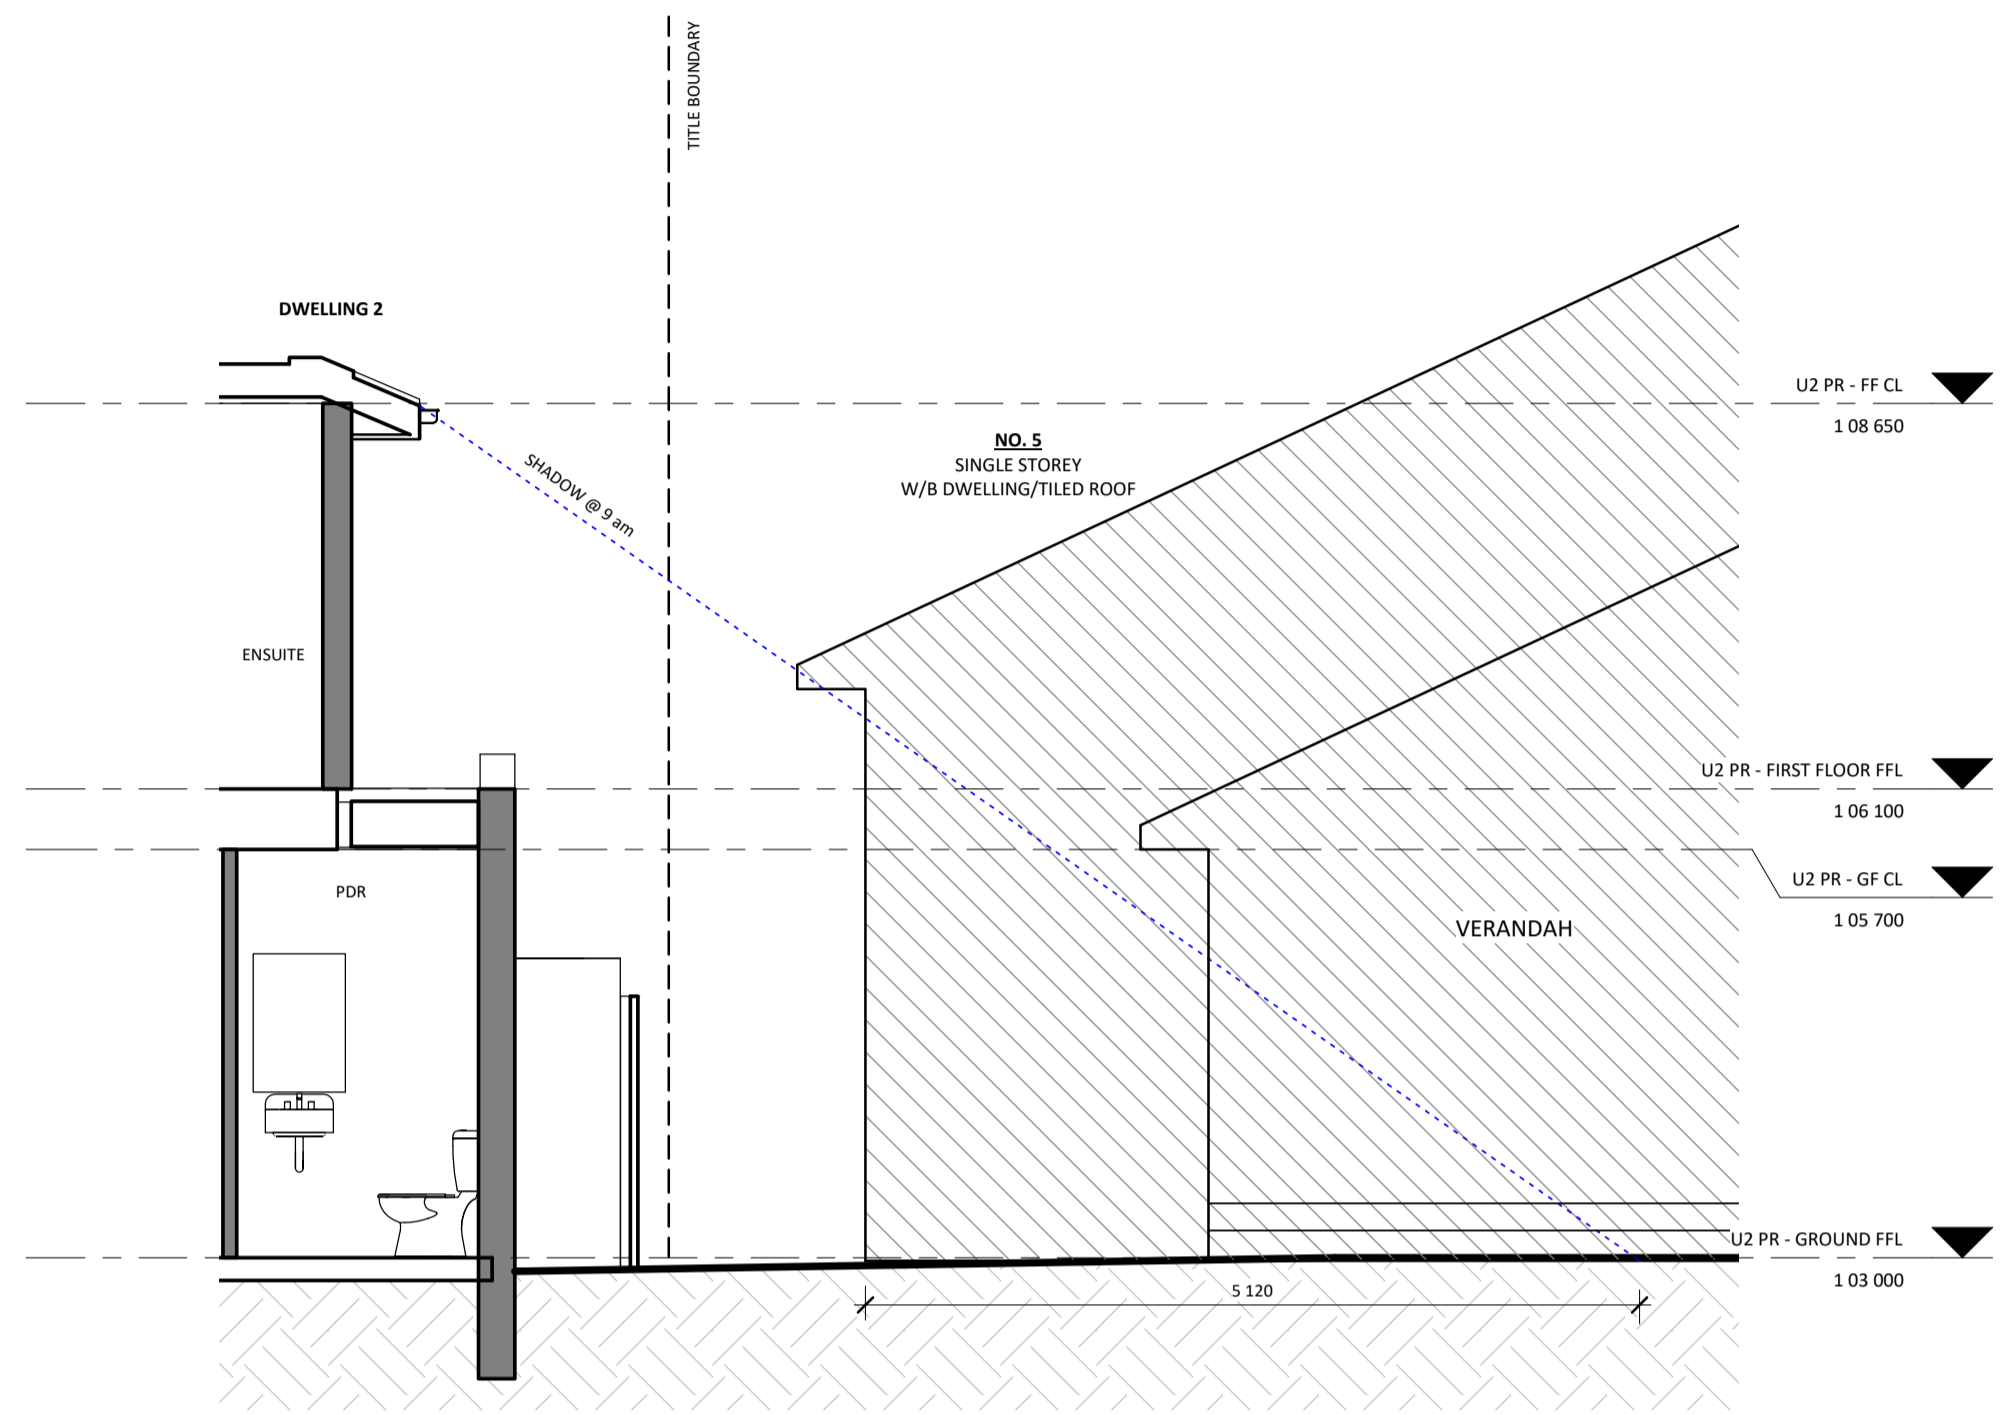 TITLE BOUNDARY
DWELLING 2
U2 PR - FF CL
1 08 650
NO. 5
SINGLE STOREY
W/B DWELLING/TILED ROOF
SHADOW @ 9 am
ENSUITE
U2 PR - FIRST FLOOR FFL
1 06 100
PDR
U2 PR - GF CL
1 05 700
VERANDAH
U2 PR - GROUND FFL
1 03 000
5 120